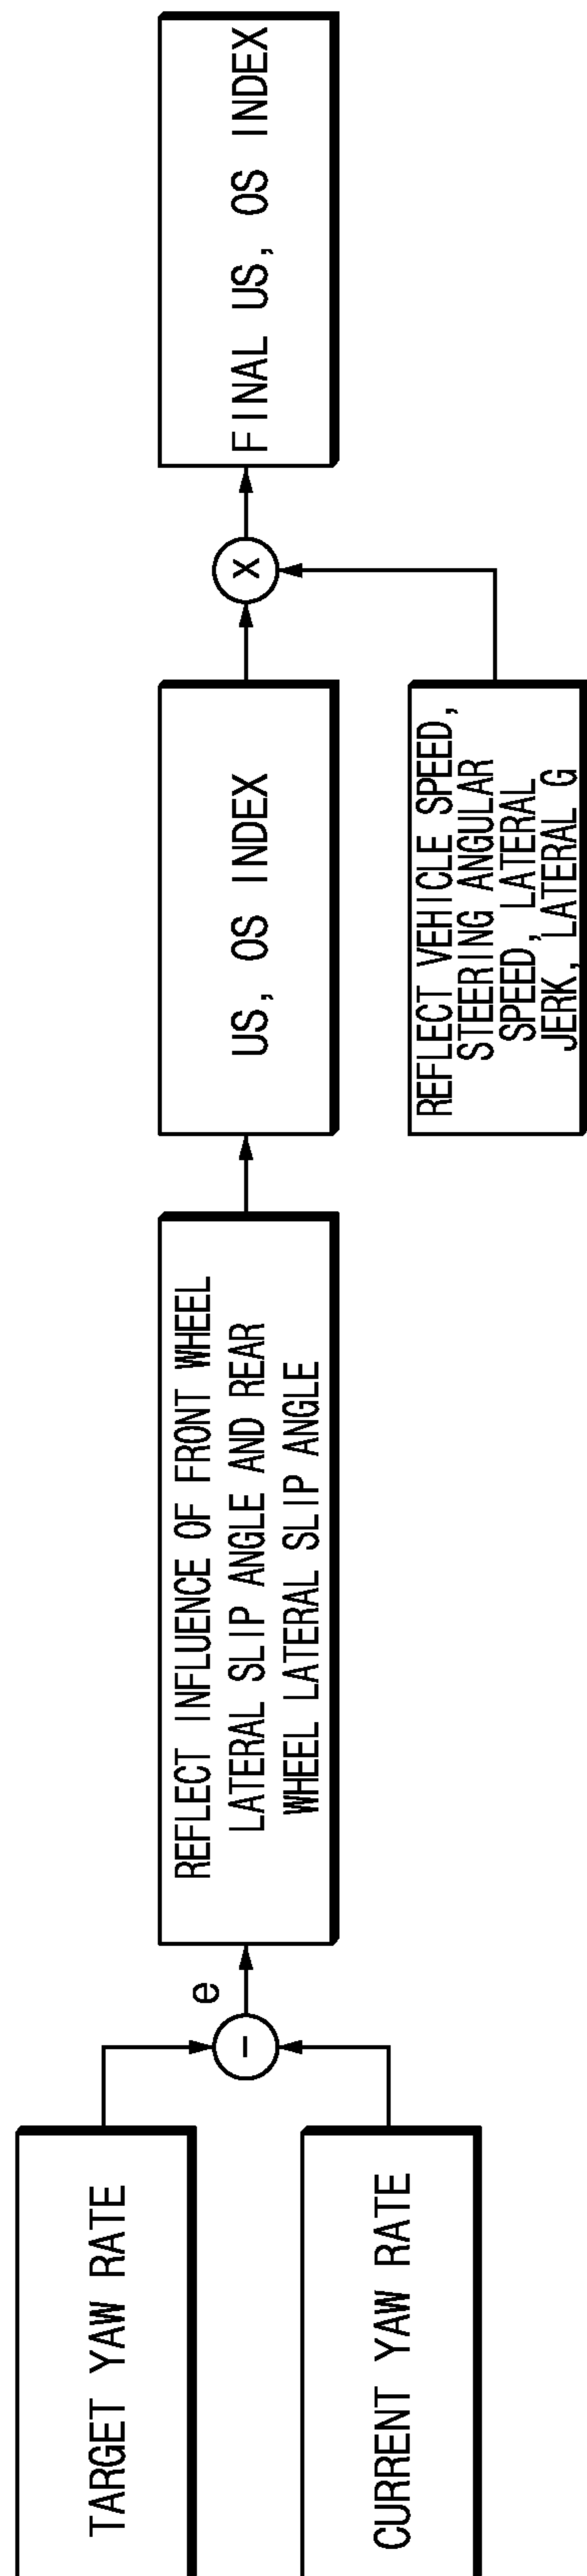 TARGET YAW RATE
CURRENT YAW RATE
-
e
REFLECT INFLUENCE OF FRONT WHEEL
LATERAL SLIP ANGLE AND REAR
WHEEL LATERAL SLIP ANGLE
US, OS INDEX
REFLECT VEHICLE SPEED,
STEERING ANGULAR
SPEED, LATERAL
JERK, LATERAL G
X
FINAL US, OS INDEX